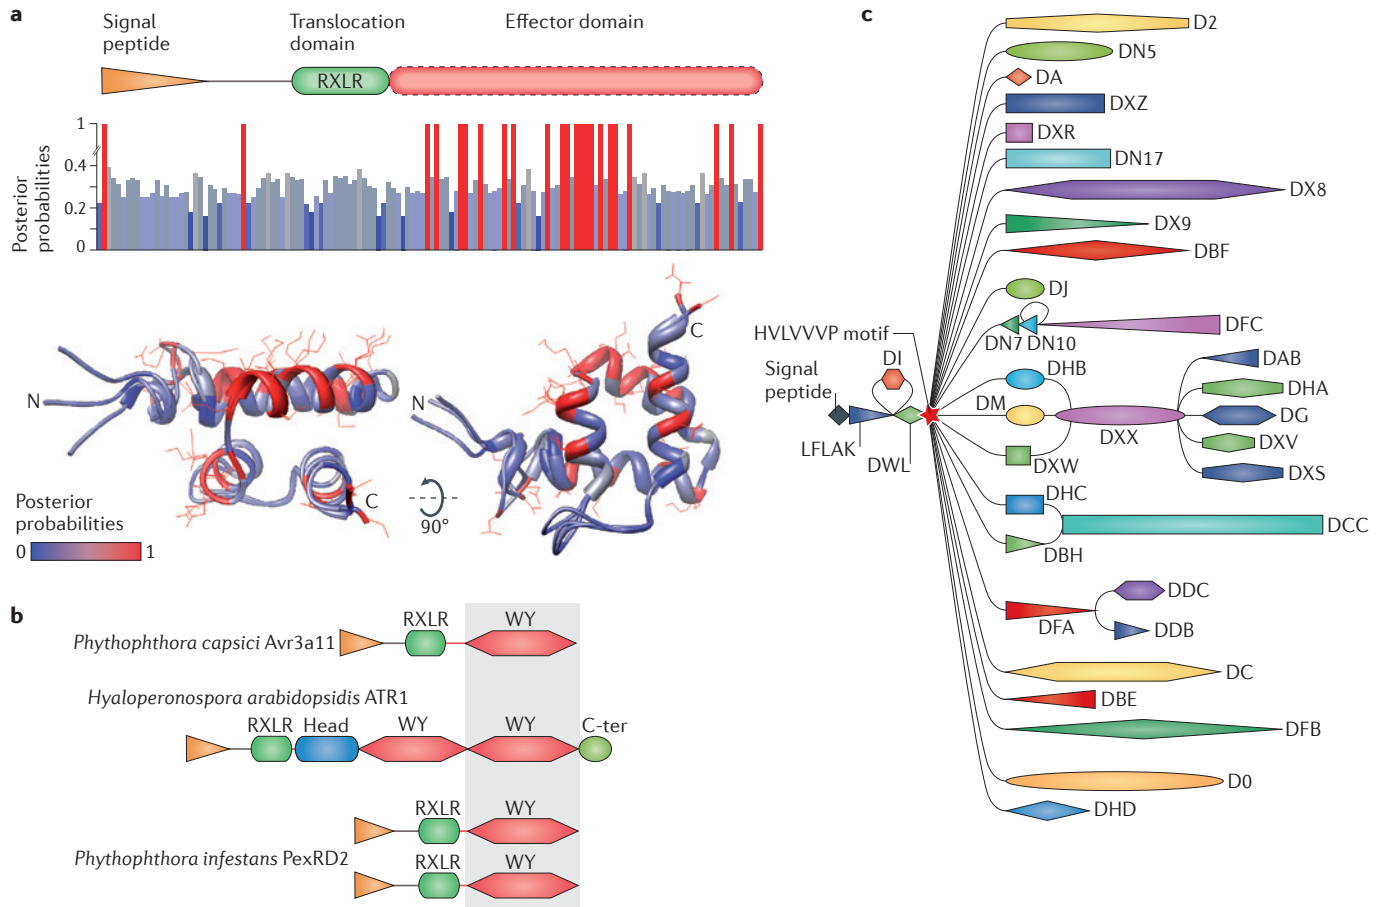 a
Signal
peptide
Translocation
domain
Effector domain
RXLR
Posterior
probabilities
1
0.4
0.2
0
N
C
N
C
90°
Posterior
probabilities
0
1
b
Phythophthora capsici Avr3a11
RXLR
WY
Hyaloperonospora arabidopsidis ATR1
RXLR
Head
WY
WY
C-ter
Phythophthora infestans PexRD2
RXLR
WY
RXLR
WY
c
HVLVVVP motif
Signal
peptide
DI
LFLAK
DWL
D2
DN5
DA
DXZ
DXR
DN17
DX8
DX9
DBF
DJ
DN7
DN10
DFC
DHB
DM
DXW
DXX
DAB
DHA
DG
DXV
DXS
DHC
DBH
DCC
DFA
DDC
DDB
DC
DBE
DFB
D0
DHD